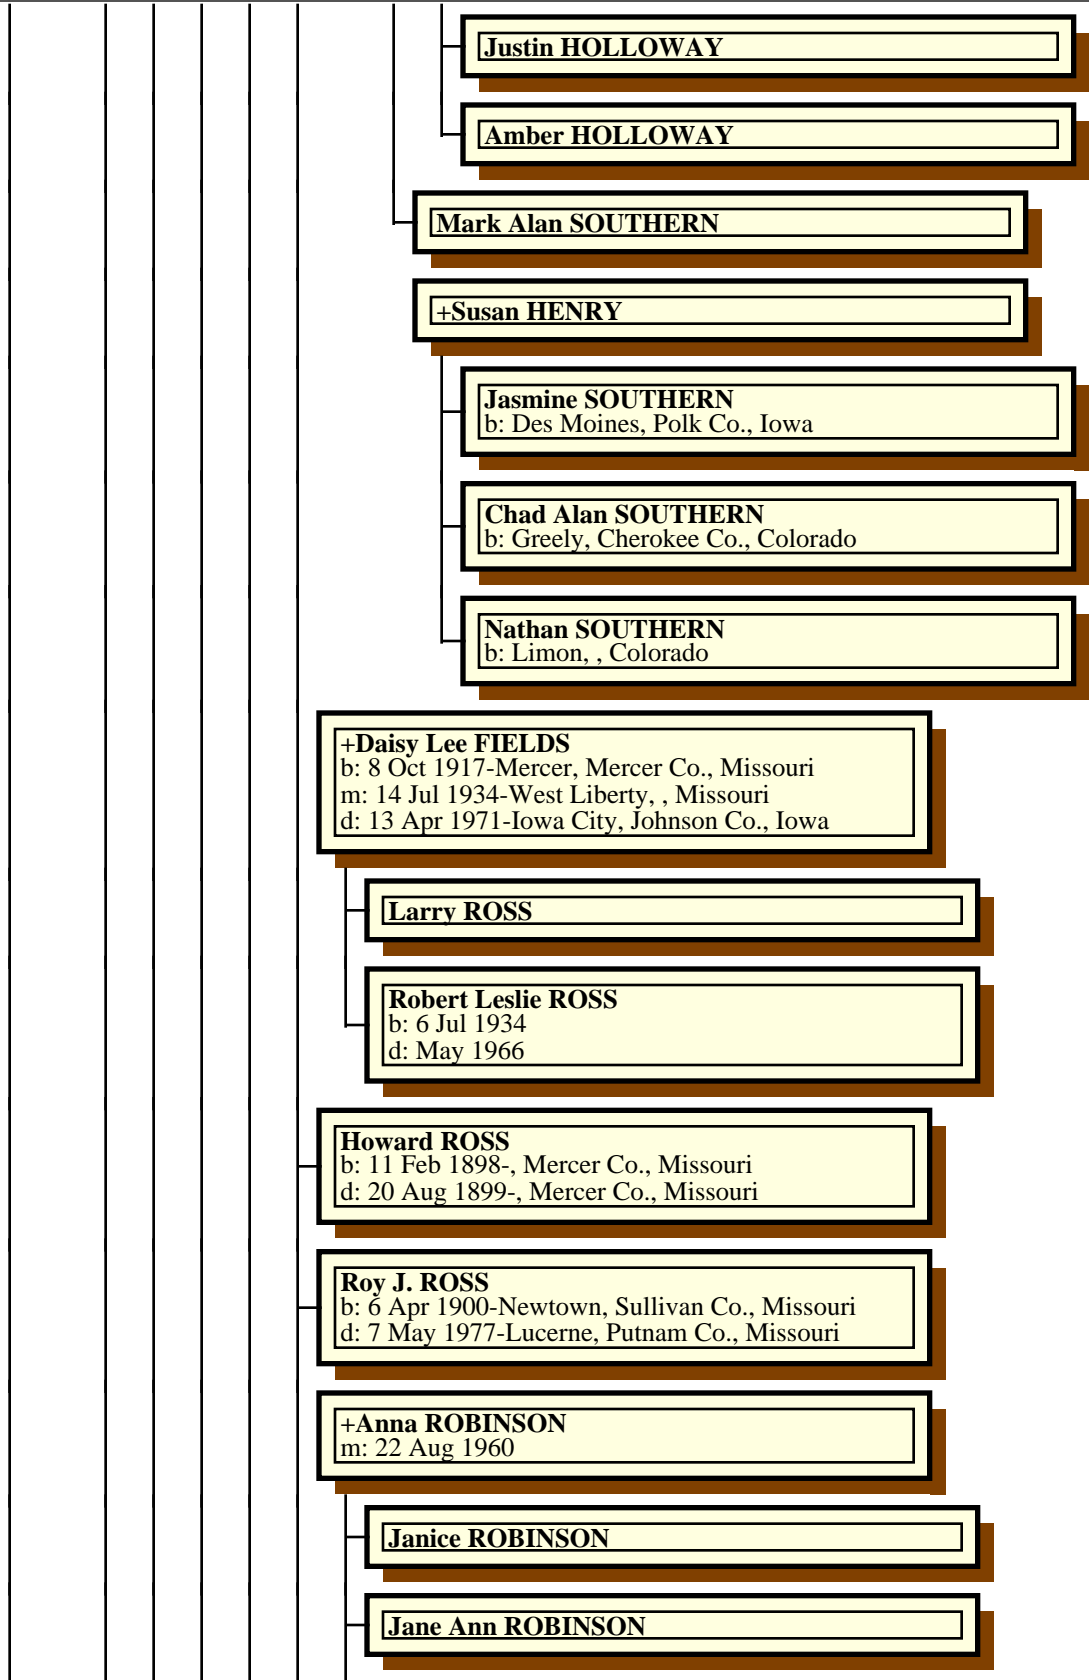 Justin HOLLOWAY
Amber HOLLOWAY
Mark Alan SOUTHERN
+Susan HENRY
Jasmine SOUTHERN
b: Des Moines, Polk Co., Iowa
Chad Alan SOUTHERN
b: Greely, Cherokee Co., Colorado
Nathan SOUTHERN
b: Limon, , Colorado
+Daisy Lee FIELDS
b: 8 Oct 1917-Mercer, Mercer Co., Missouri
m: 14 Jul 1934-West Liberty, , Missouri
d: 13 Apr 1971-Iowa City, Johnson Co., Iowa
Larry ROSS
Robert Leslie ROSS
b: 6 Jul 1934
d: May 1966
Howard ROSS
b: 11 Feb 1898-, Mercer Co., Missouri
d: 20 Aug 1899-, Mercer Co., Missouri
Roy J. ROSS
b: 6 Apr 1900-Newtown, Sullivan Co., Missouri
d: 7 May 1977-Lucerne, Putnam Co., Missouri
+Anna ROBINSON
m: 22 Aug 1960
Janice ROBINSON
Jane Ann ROBINSON